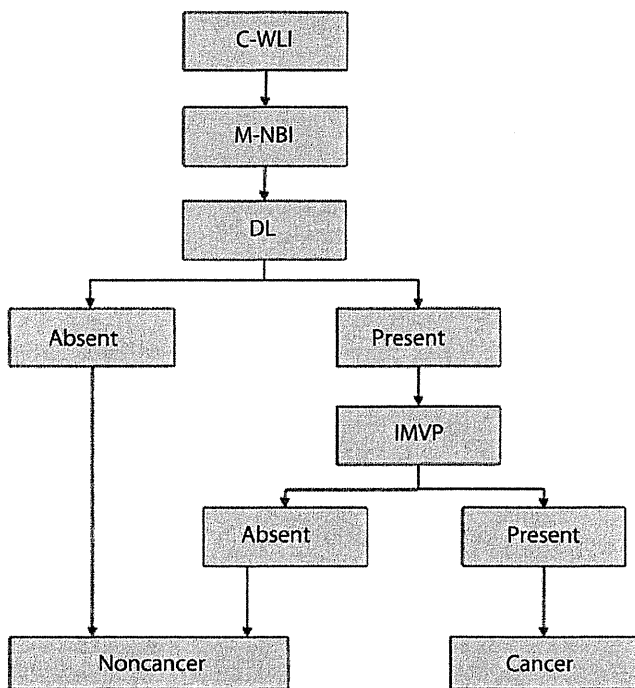 C-WLI
M-NBI
DL
Absent
Present
IMVP
Absent
Present
Noncancer
Cancer